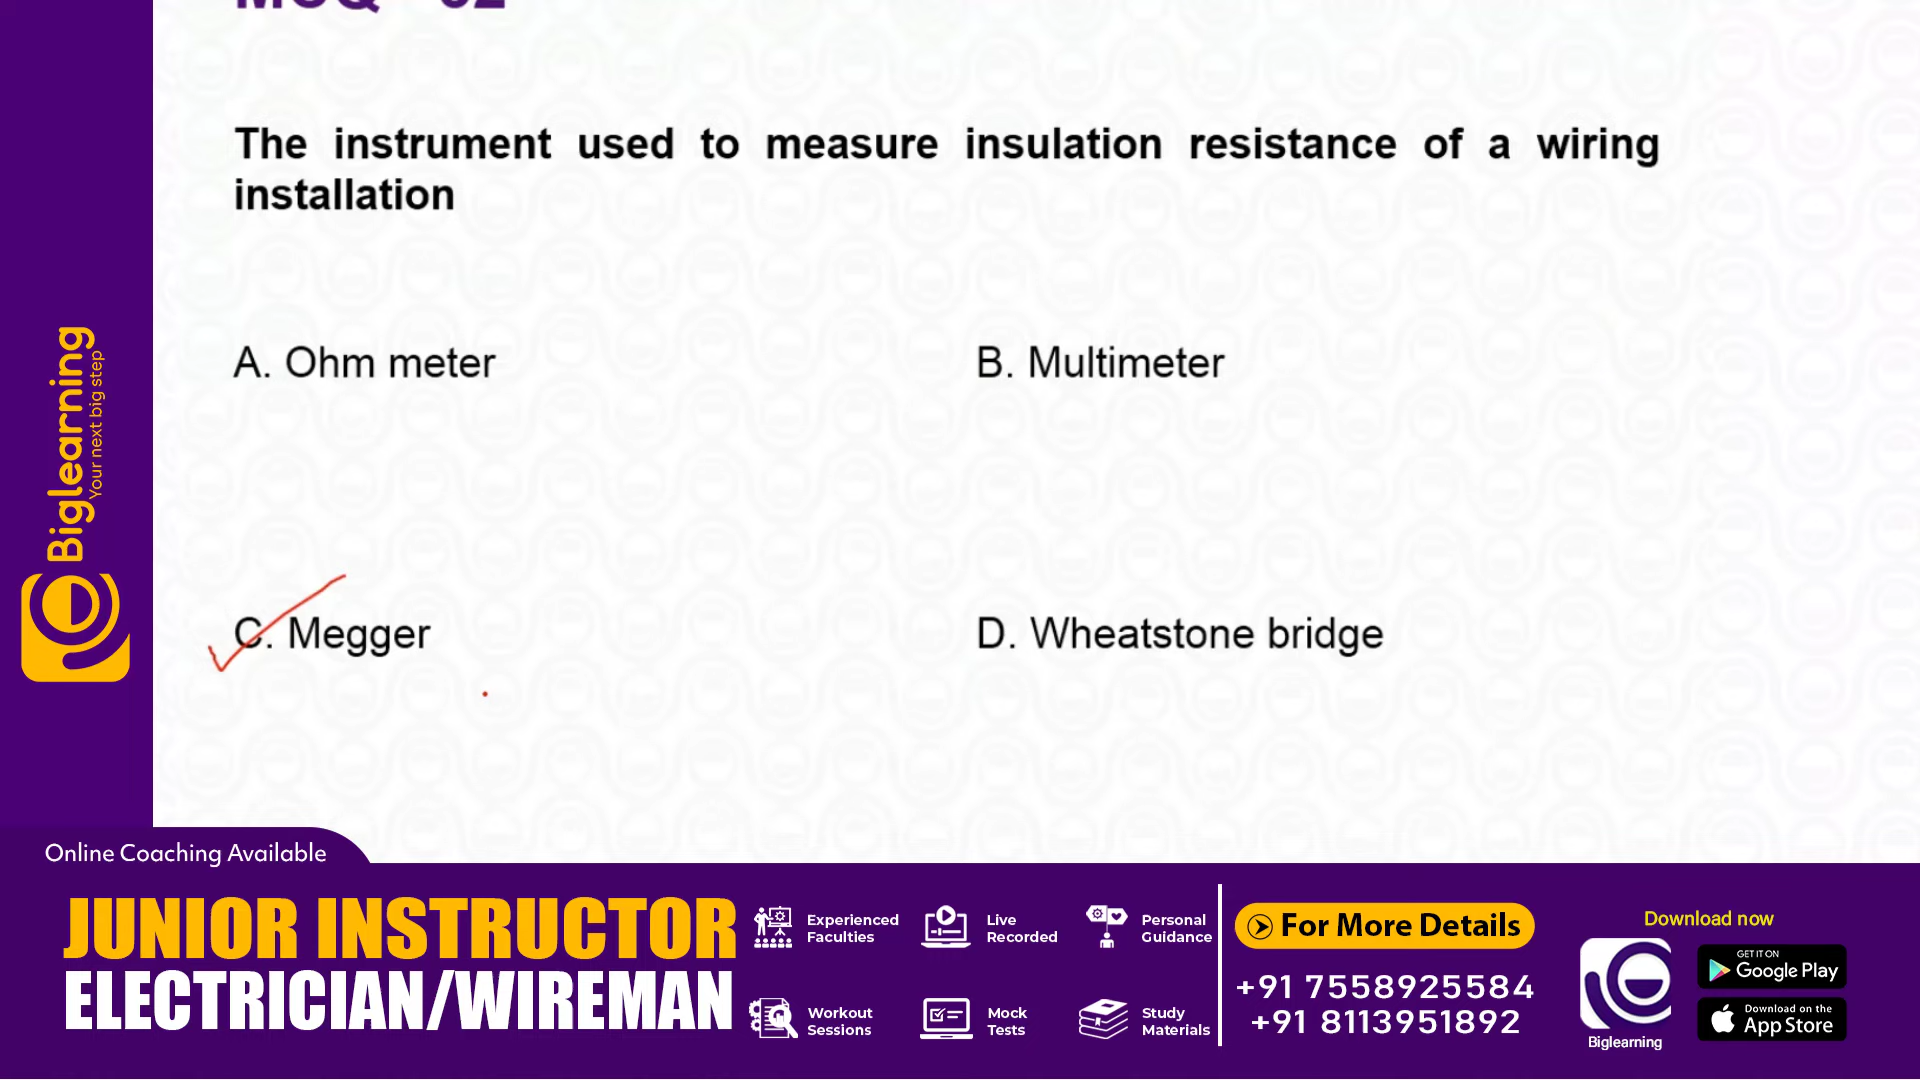 MCQ - 02
The instrument used to measure insulation resistance of a wiring
installation
A. Ohm meter
B. Multimeter
C. Megger
D. Wheatstone bridge
Biglearning
Your next big step
Online Coaching Available
JUNIOR INSTRUCTOR
ELECTRICIAN/WIREMAN
Experienced
Faculties
Live
Recorded
Personal
Guidance
Workout
Sessions
Mock
Tests
Study
Materials
For More Details
+91 7558925584
+91 8113951892
Download now
Biglearning
GET IT ON
Google Play
Download on the
App Store